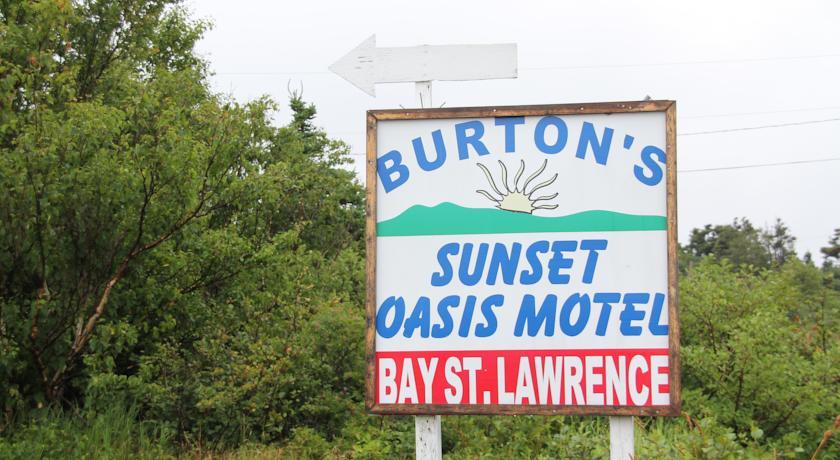 BURTON'S
SUNSET
OASIS MOTEL
BAY ST. LAWRENCE